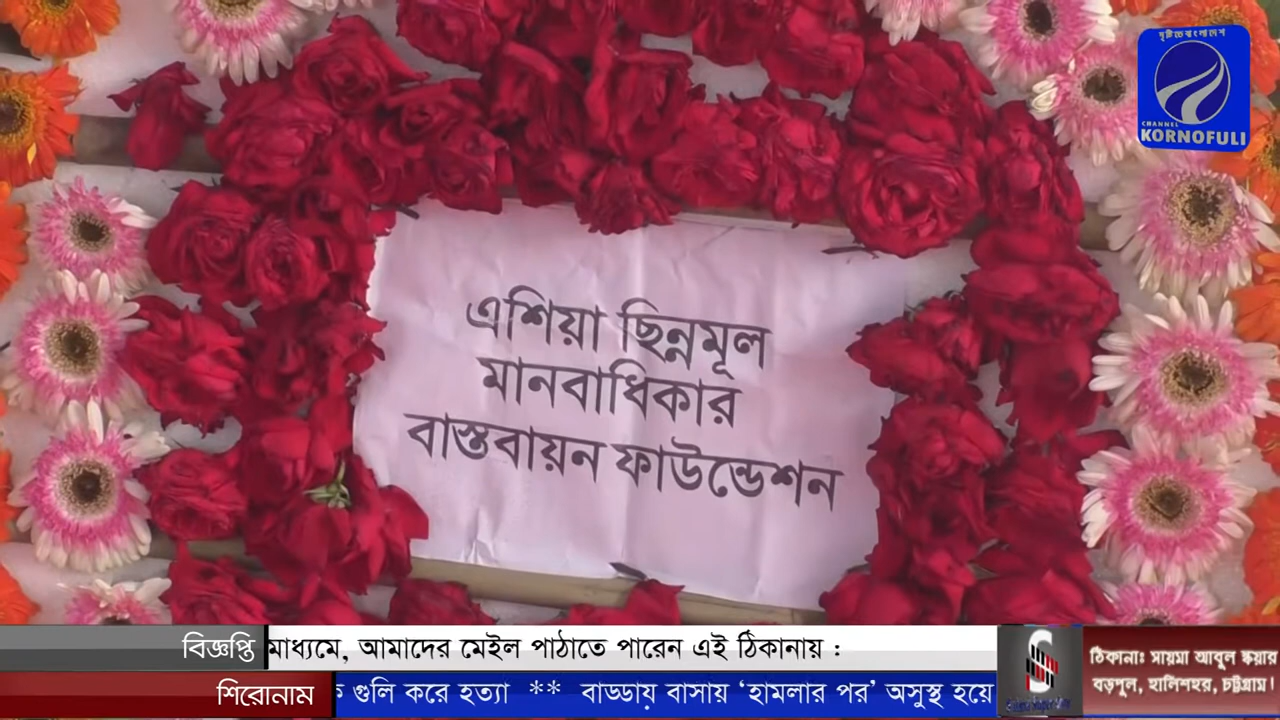 দৃষ্টিতে বাংলাদেশ
CHANNEL
KORNOFULI
এশিয়া ছিন্নমূল
মানবাধিকার
বাস্তবায়ন ফাউন্ডেশন
বিজ্ঞপ্তি
মাধ্যমে, আমাদের মেইল পাঠাতে পারেন এই ঠিকানায় :
ঠিকানাঃ সায়মা আবুল স্কয়ার
বড়পুল, হালিশহর, চট্টগ্রাম!
শিরোনাম
গুলি করে হত্যা ** বাড্ডায় বাসায় ‘হামলার পর’ অসুস্থ হয়ে